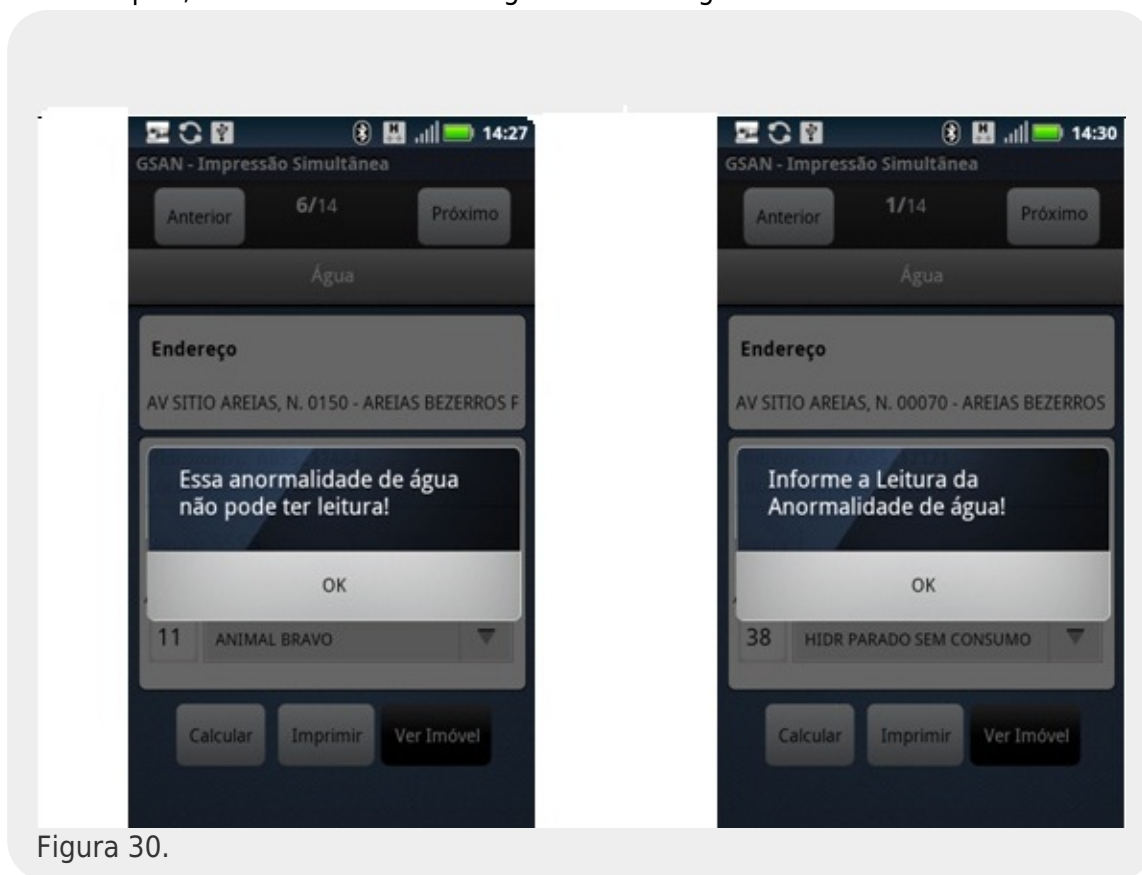 14:27
GSAN - Impressão Simultânea
Anterior
6/14
Próximo
Água
Endereço
AV SITIO AREIAS, N. 0150 - AREIAS BEZERROS
Essa anormalidade de água
não pode ter leitura!
OK
11
ANIMAL BRAVO
Calcular
Imprimir
Ver Imóvel
14:30
GSAN - Impressão Simultânea
Anterior
1/14
Próximo
Água
Endereço
AV SITIO AREIAS, N. 00070 - AREIAS BEZERROS
Informe a Leitura da
Anormalidade de água!
OK
38
HIDR PARADO SEM CONSUMO
Calcular
Imprimir
Ver Imóvel
Figura 30.